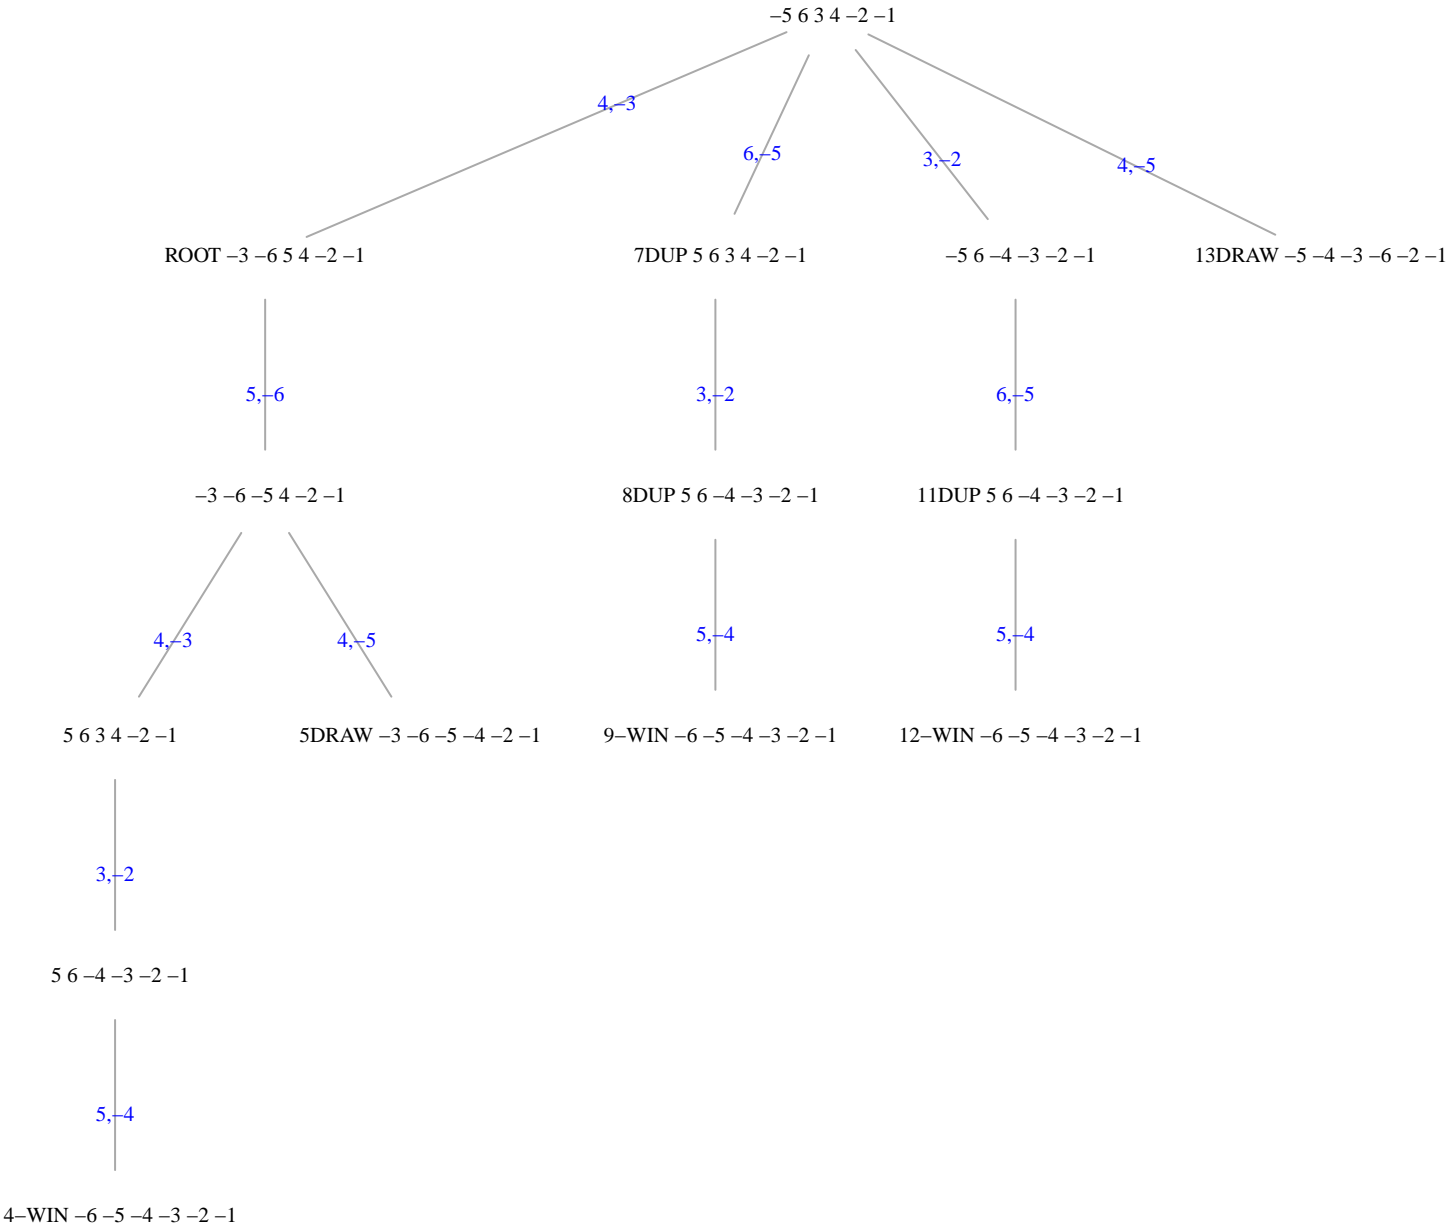 –5 6 3 4 –2 –1
4,–3
6,–5
3,–2
4,–5
ROOT –3 –6 5 4 –2 –1
7DUP 5 6 3 4 –2 –1
–5 6 –4 –3 –2 –1
13DRAW –5 –4 –3 –6 –2 –1
5,–6
3,–2
6,–5
–3 –6 –5 4 –2 –1
8DUP 5 6 –4 –3 –2 –1
11DUP 5 6 –4 –3 –2 –1
4,–3
4,–5
5,–4
5,–4
5 6 3 4 –2 –1
5DRAW –3 –6 –5 –4 –2 –1
9–WIN –6 –5 –4 –3 –2 –1
12–WIN –6 –5 –4 –3 –2 –1
3,–2
5 6 –4 –3 –2 –1
5,–4
4–WIN –6 –5 –4 –3 –2 –1